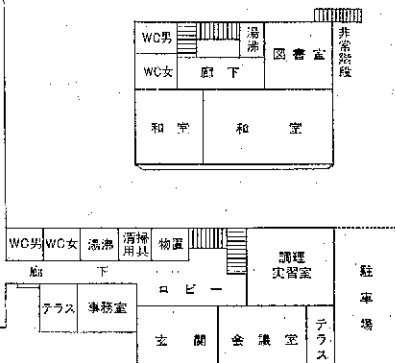 WC男
湯沸
図書室
非常階段
WC女
廊下
和室
和室
WC男
WC女
湯沸
清掃
用具
物置
調理
実習室
駐車場
廊下
ロビー
テラス
事務室
玄関
会議室
テラス